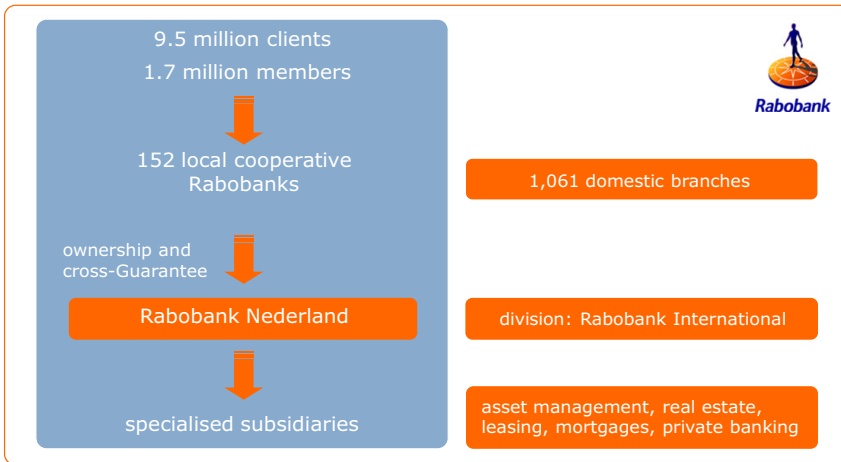 9.5 million clients
1.7 million members
Rabobank
152 local cooperative
Rabobanks
1,061 domestic branches
ownership and
cross-Guarantee
Rabobank Nederland
division: Rabobank International
specialised subsidiaries
asset management, real estate,
leasing, mortgages, private banking